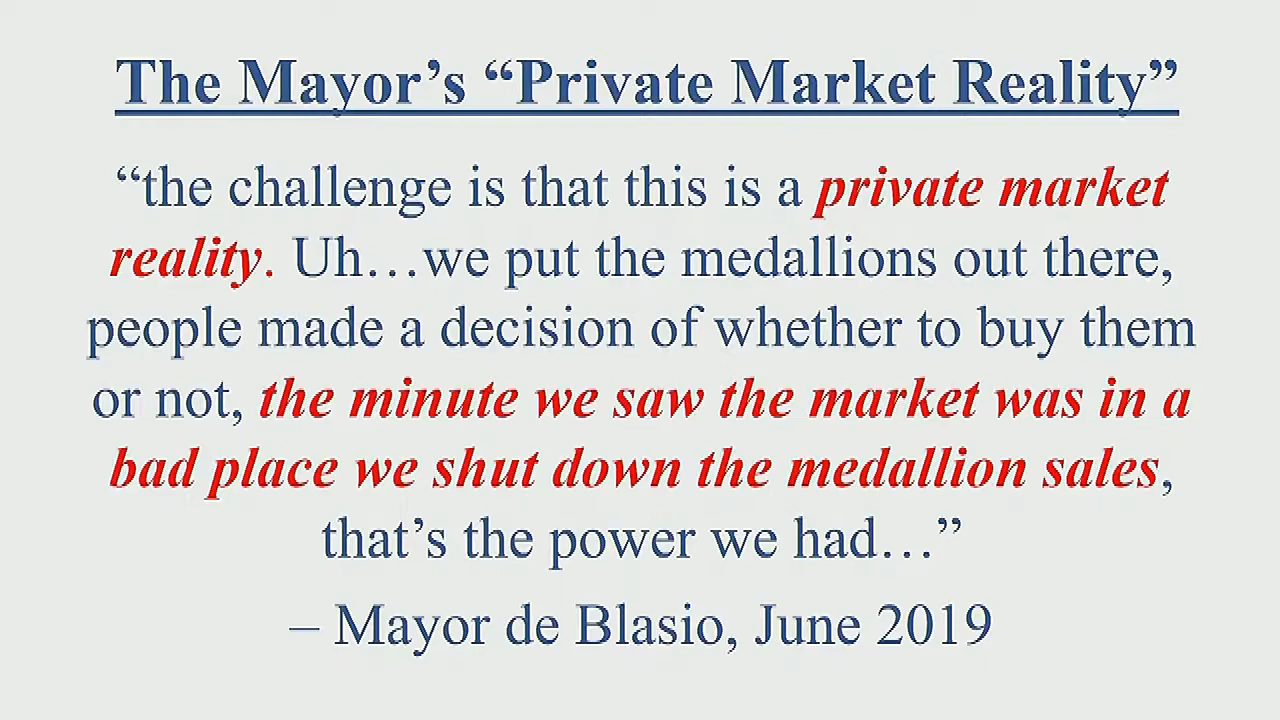 The Mayor’s “Private Market Reality”
“the challenge is that this is a private market
reality. Uh…we put the medallions out there,
people made a decision of whether to buy them
or not, the minute we saw the market was in a
bad place we shut down the medallion sales,
that’s the power we had…”
– Mayor de Blasio, June 2019